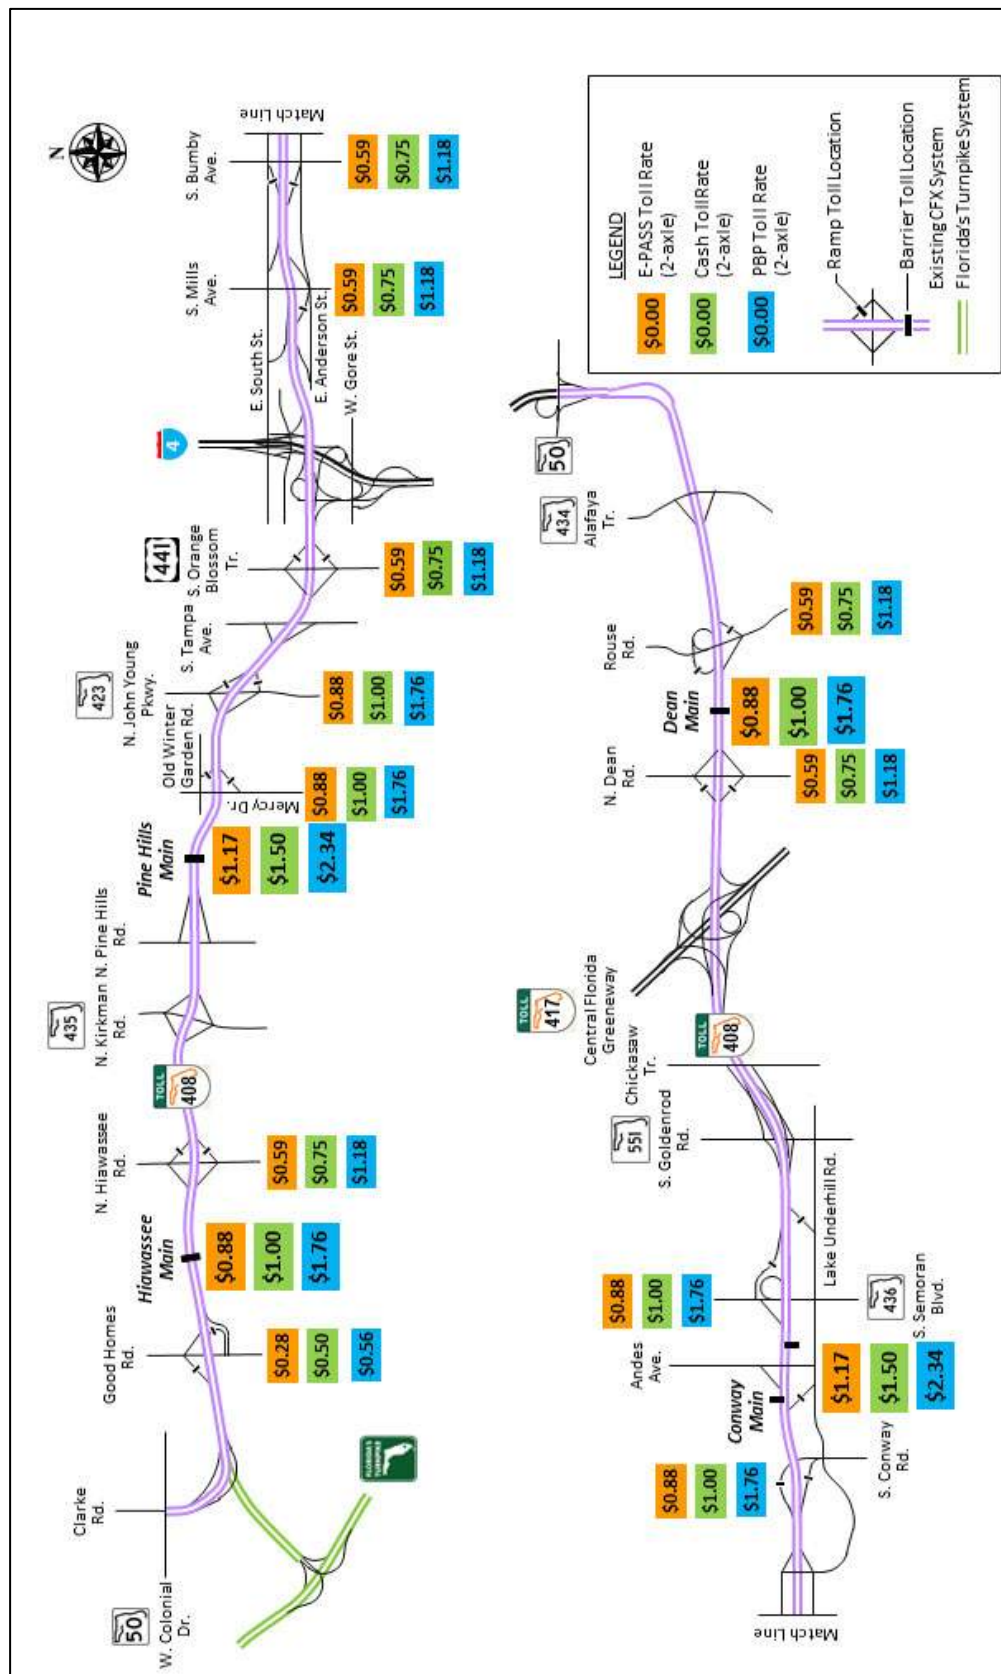 N
50
W. Colonial
Dr.
Clarke
Rd.
FLORIDA'S
TURNPIKE
Good Homes
Rd.
$0.28
$0.50
$0.56
Hiawassee
Main
$0.88
$1.00
$1.76
N. Hiawassee
Rd.
$0.59
$0.75
$1.18
TOLL
408
435
N. Kirkman
Rd.
N. Pine Hills
Rd.
Pine Hills
Main
$1.17
$1.50
$2.34
Mercy Dr.
$0.88
$1.00
$1.76
Old Winter
Garden Rd.
423
N. John Young
Pkwy.
$0.88
$1.00
$1.76
S. Tampa
Ave.
441
S. Orange
Blossom
Tr.
$0.59
$0.75
$1.18
4
E. South St.
E. Anderson St.
W. Gore St.
S. Mills
Ave.
$0.59
$0.75
$1.18
S. Bumby
Ave.
$0.59
$0.75
$1.18
Match Line
Match Line
$0.88
$1.00
$1.76
S. Conway
Rd.
Conway
Main
$1.17
$1.50
$2.34
Andes
Ave.
$0.88
$1.00
$1.76
436
S. Semoran
Blvd.
Lake Underhill Rd.
551
S. Goldenrod
Rd.
Chickasaw
Tr.
TOLL
408
TOLL
417
Central Florida
Greeneway
N. Dean
Rd.
$0.59
$0.75
$1.18
Dean
Main
$0.88
$1.00
$1.76
Rouse
Rd.
$0.59
$0.75
$1.18
434
Alafaya
Tr.
50
LEGEND
$0.00 E-PASS Toll Rate
(2-axle)
$0.00 Cash Toll Rate
(2-axle)
$0.00 PBP Toll Rate
(2-axle)
Ramp Toll Location
Barrier Toll Location
Existing CFX System
Florida's Turnpike System